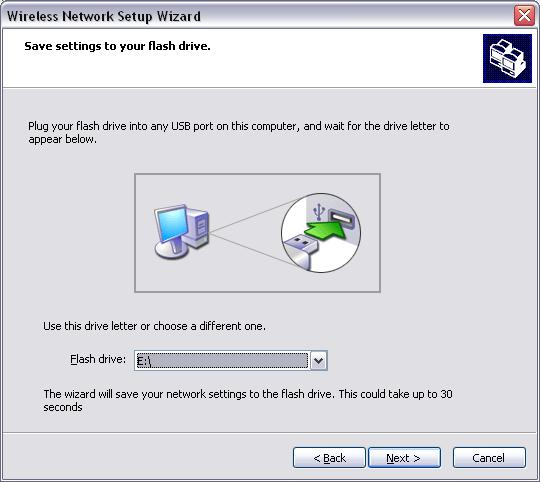 Wireless Network Setup Wizard
Save settings to your flash drive.
Plug your flash drive into any USB port on this computer, and wait for the drive letter to
appear below.
Use this drive letter or choose a different one.
Flash drive: E:\
The wizard will save your network settings to the flash drive. This could take up to 30
seconds
< Back Next > Cancel